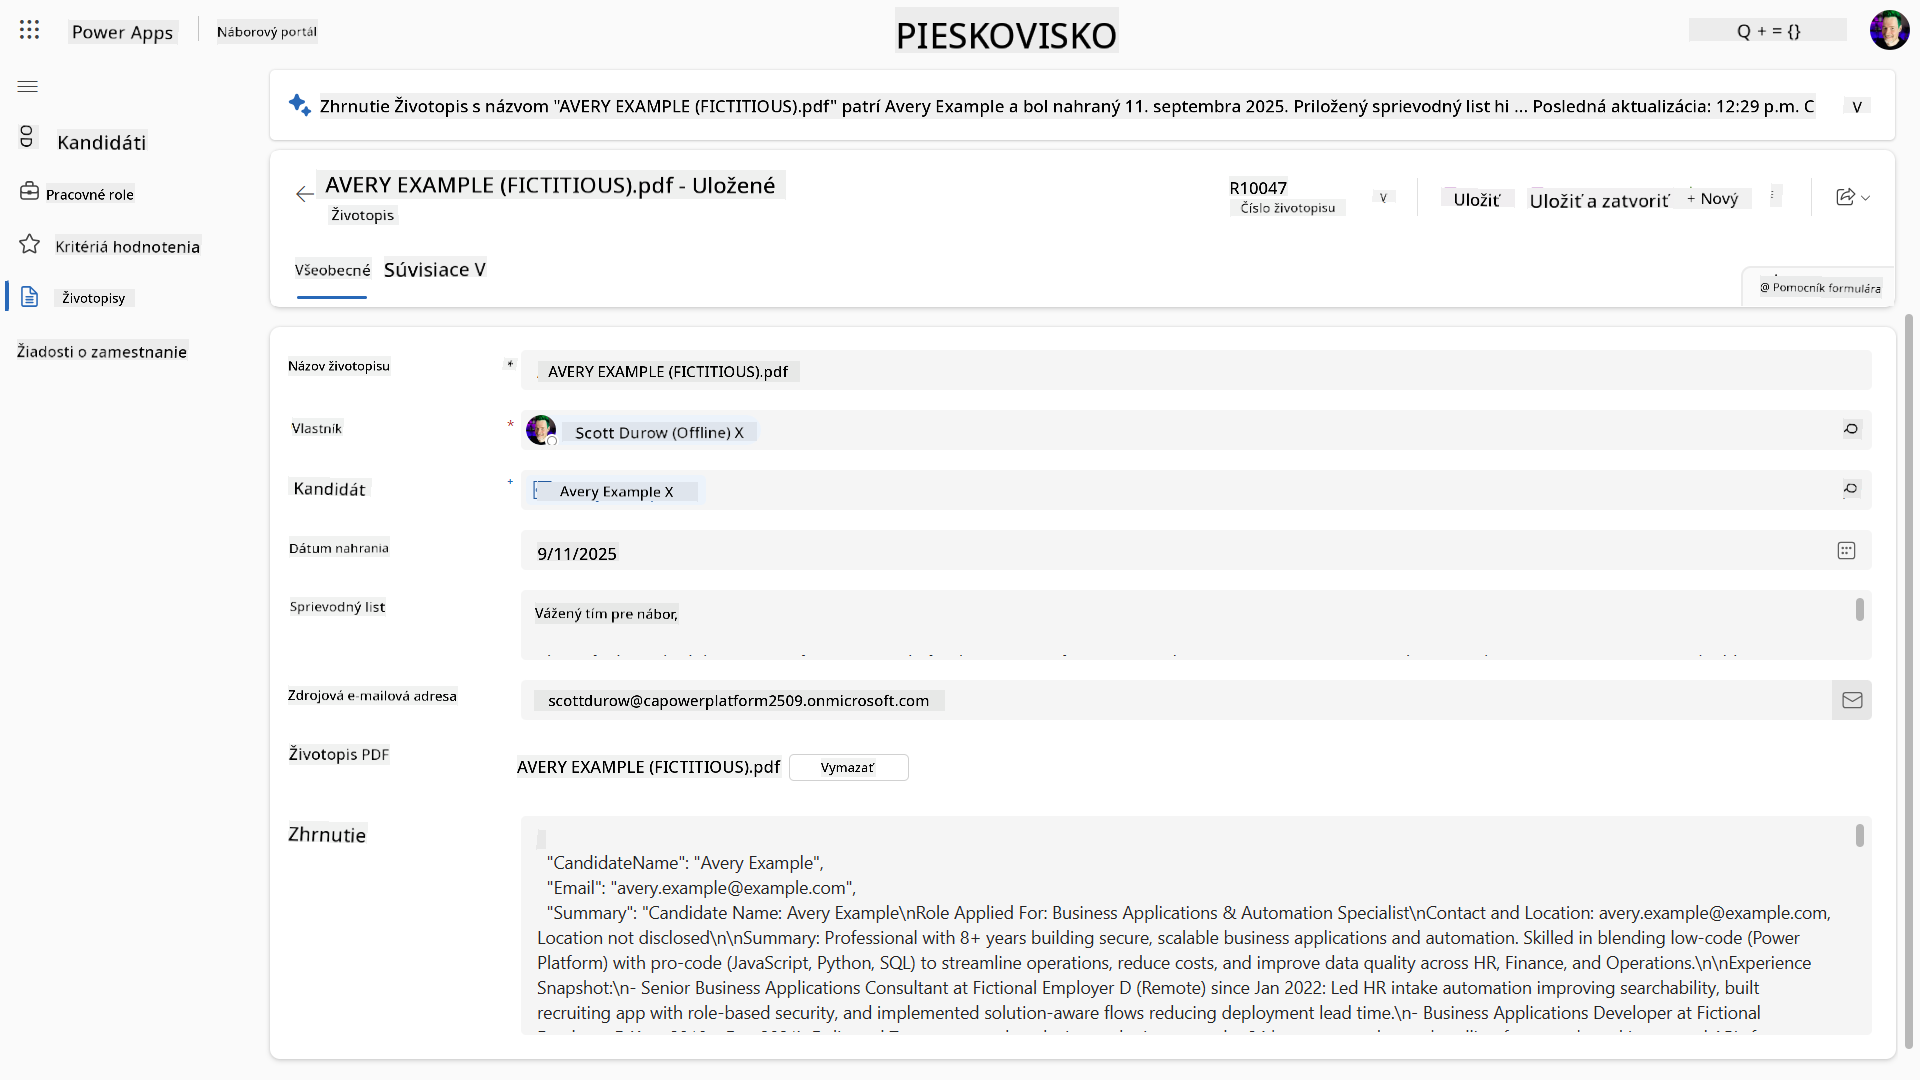 Power Apps
Náborový portál
PIESKOVISKO
Q + = {}
Zhrnutie Životopis s názvom "AVERY EXAMPLE (FICTITIOUS).pdf" patrí Avery Example a bol nahraný 11. septembra 2025. Priložený sprievodný list hi ... Posledná aktualizácia: 12:29 p.m. C
V
Kandidáti
Pracovné role
Kritériá hodnotenia
Životopisy
Žiadosti o zamestnanie
AVERY EXAMPLE (FICTITIOUS).pdf - Uložené
Životopis
R10047
Číslo životopisu
V
Uložiť
Uložiť a zatvoriť
+ Nový
Všeobecné
Súvisiace V
@ Pomocník formulára
Názov životopisu
*
AVERY EXAMPLE (FICTITIOUS).pdf
Vlastník
*
Scott Durow (Offline) X
Kandidát
+
Avery Example X
Dátum nahrania
9/11/2025
Sprievodný list
Vážený tím pre nábor,
Zdrojová e-mailová adresa
scottdurow@capowerplatform2509.onmicrosoft.com
Životopis PDF
AVERY EXAMPLE (FICTITIOUS).pdf
Vymazať
Zhrnutie
"CandidateName": "Avery Example",
"Email": "avery.example@example.com",
"Summary": "Candidate Name: Avery Example\nRole Applied For: Business Applications & Automation Specialist\nContact and Location: avery.example@example.com,
Location not disclosed\n\nSummary: Professional with 8+ years building secure, scalable business applications and automation. Skilled in blending low-code (Power
Platform) with pro-code (JavaScript, Python, SQL) to streamline operations, reduce costs, and improve data quality across HR, Finance, and Operations.\n\nExperience
Snapshot:\n- Senior Business Applications Consultant at Fictional Employer D (Remote) since Jan 2022: Led HR intake automation improving searchability, built
recruiting app with role-based security, and implemented solution-aware flows reducing deployment lead time.\n- Business Applications Developer at Fictional